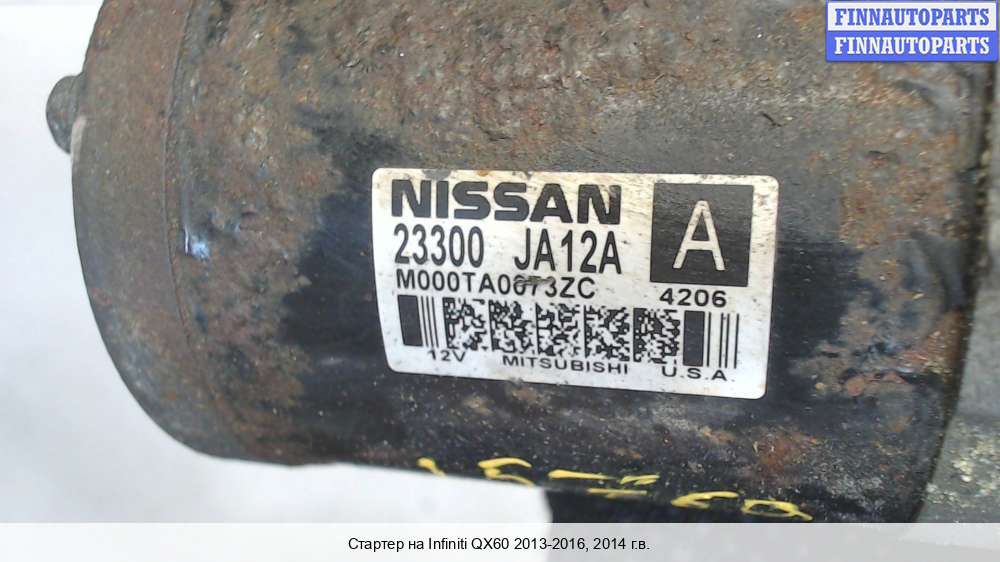 FINNAUTOPARTS
FINNAUTOPARTS
NISSAN
A
23300 JA12A
M000TA0673ZC
4206
12V MITSUBISHI U.S.A.
Стартер на Infiniti QX60 2013-2016, 2014 г.в.